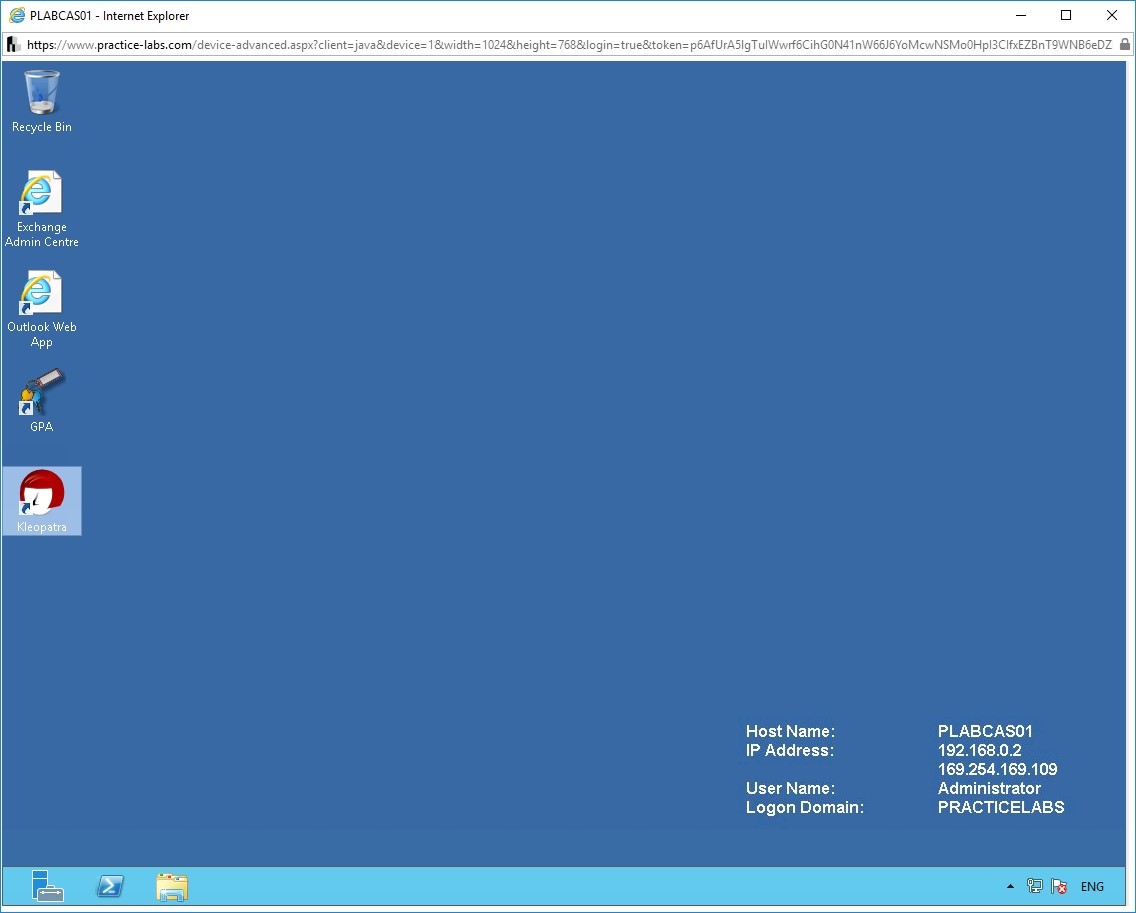 PLABCAS01 - Internet Explorer
https://www.practice-labs.com/device-advanced.aspx?client=java&device=1&width=1024&height=768&login=true&token=p6AfUrA5IgTulWwrf6CihG0N41nW66J6YoMcwNSMo0HpI3ClfxEZBnT9WNB6eDZ
Recycle Bin
Exchange
Admin Centre
Outlook Web
App
GPA
Kleopatra
Host Name: PLABCAS01
IP Address: 192.168.0.2
169.254.169.109
User Name: Administrator
Logon Domain: PRACTICELABS
ENG